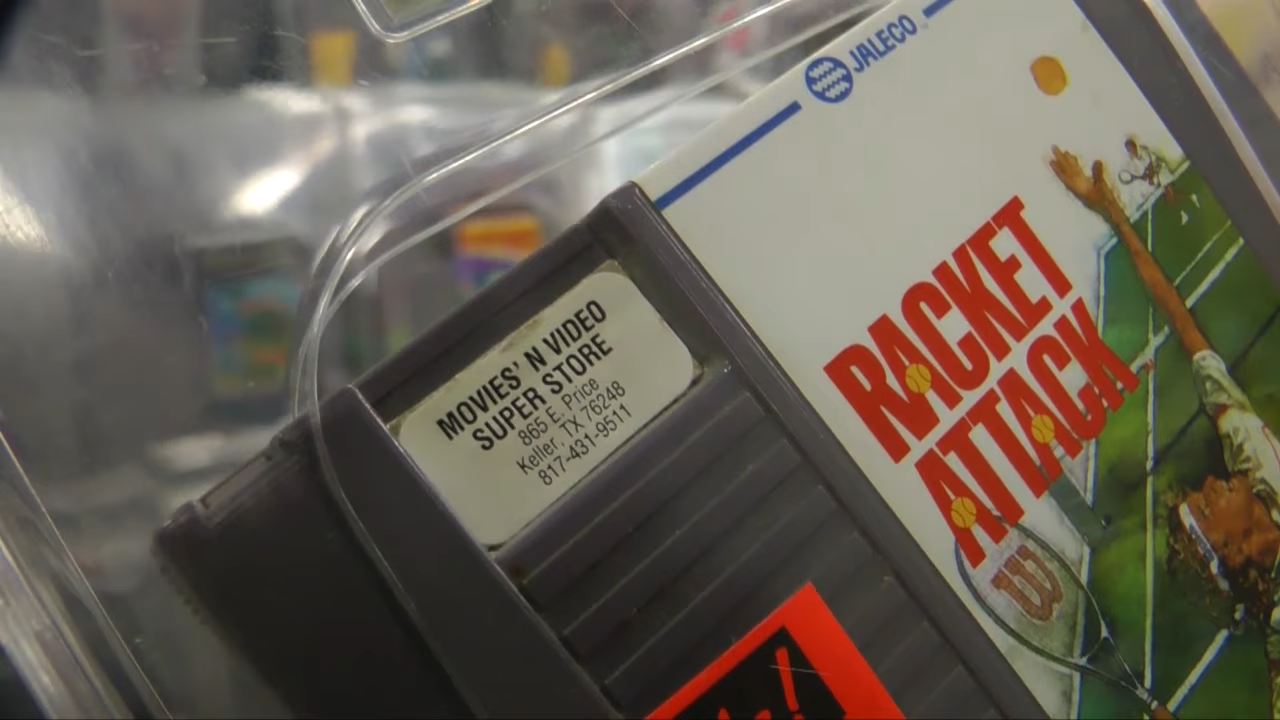 JALECO
RACKET
ATTACK
MOVIES' N VIDEO
SUPER STORE
865 E. Price
Keller, TX 76248
817-431-9511
W